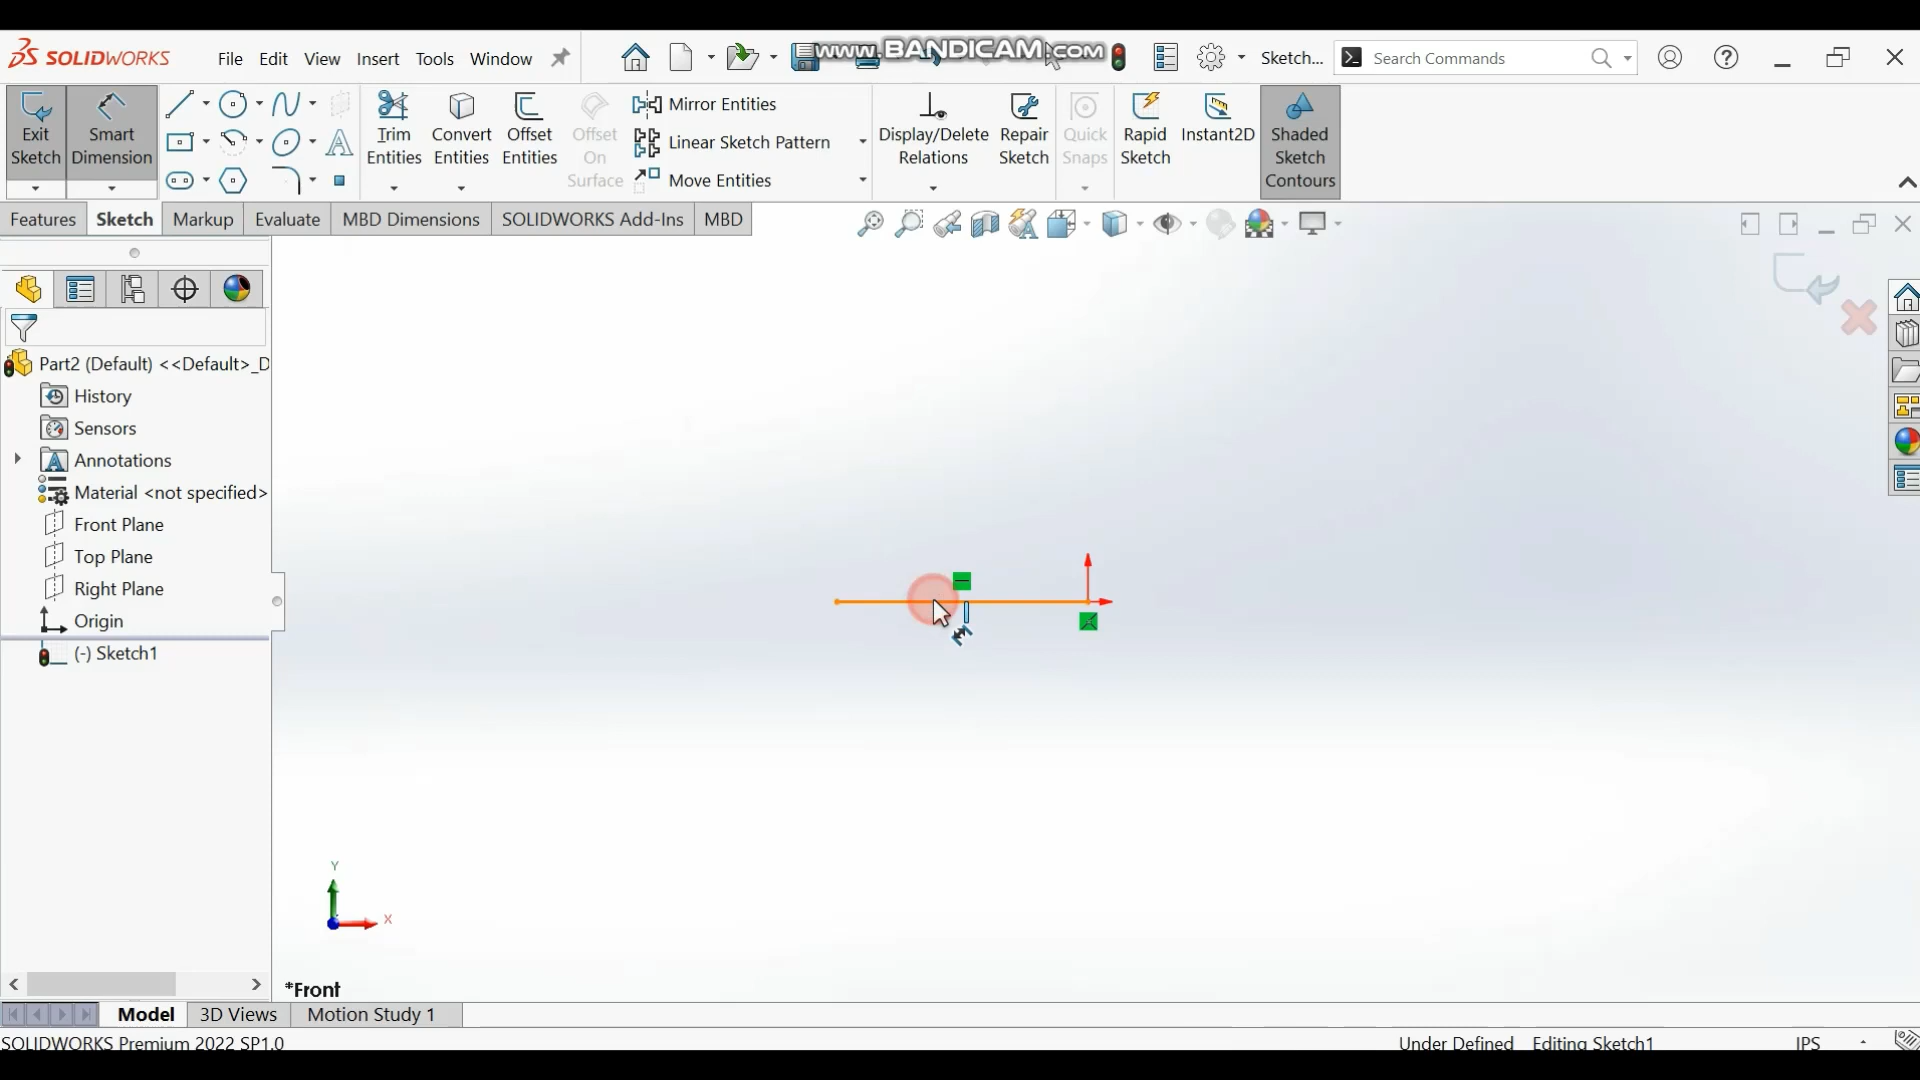 SOLIDWORKS File Edit View Insert Tools Window www.BANDICAM.com Sketch... Search Commands
Exit Sketch
Smart Dimension
Trim Entities
Convert Entities
Offset Entities
Offset On Surface
Mirror Entities
Linear Sketch Pattern
Move Entities
Display/Delete Relations
Repair Sketch
Quick Snaps
Rapid Sketch
Instant2D
Shaded Sketch Contours
Features Sketch Markup Evaluate MBD Dimensions SOLIDWORKS Add-Ins MBD
Part2 (Default) <<Default>_D
History
Sensors
Annotations
Material <not specified>
Front Plane
Top Plane
Right Plane
Origin
(-) Sketch1
Y
X
*Front
Model 3D Views Motion Study 1
SOLIDWORKS Premium 2022 SP1.0 Under Defined Editing Sketch1 IPS